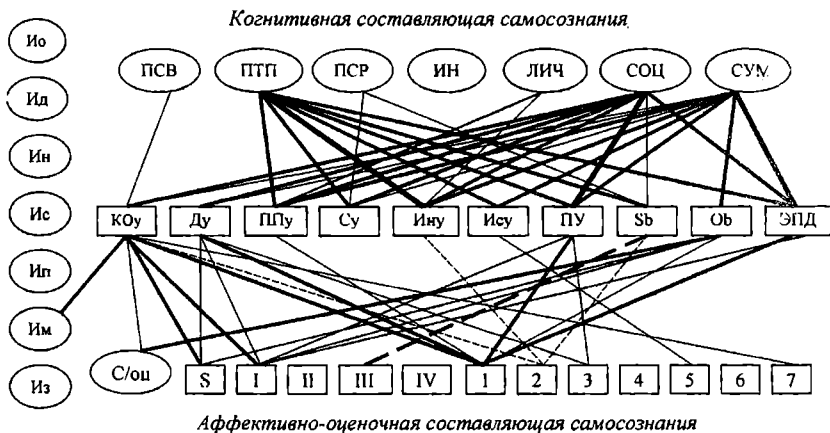 Когнитивная составляющая самосознания
Ио
ПСВ ПТП ПСР ИН ЛИЧ СОЦ СУМ
Ид
Ин
Ис
КОу Ду ППу Су Ину Ису ПУ Sb Ob ЭПД
Ип
Им
С/оц S I II III IV 1 2 3 4 5 6 7
Из
Аффективно-оценочная составляющая самосознания